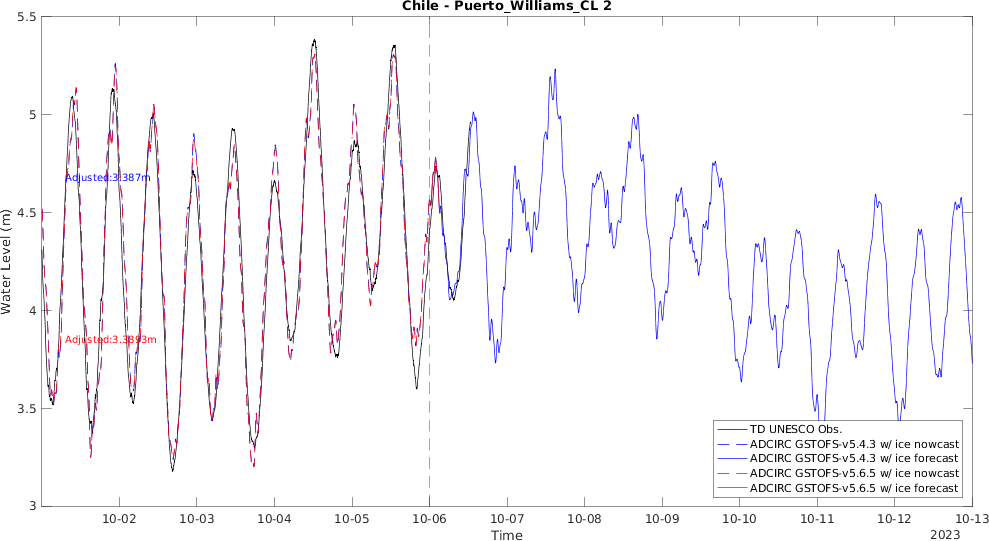 Chile - Puerto_Williams_CL 2
5.5
5
4.5
4
3.5
3
Water Level (m)
Adjusted:3.387m
Adjusted:3.3893m
TD UNESCO Obs.
ADCIRC GSTOFS-v5.4.3 w/ ice nowcast
ADCIRC GSTOFS-v5.4.3 w/ ice forecast
ADCIRC GSTOFS-v5.6.5 w/ ice nowcast
ADCIRC GSTOFS-v5.6.5 w/ ice forecast
10-02 10-03 10-04 10-05 10-06 10-07 10-08 10-09 10-10 10-11 10-12 10-13
Time
2023